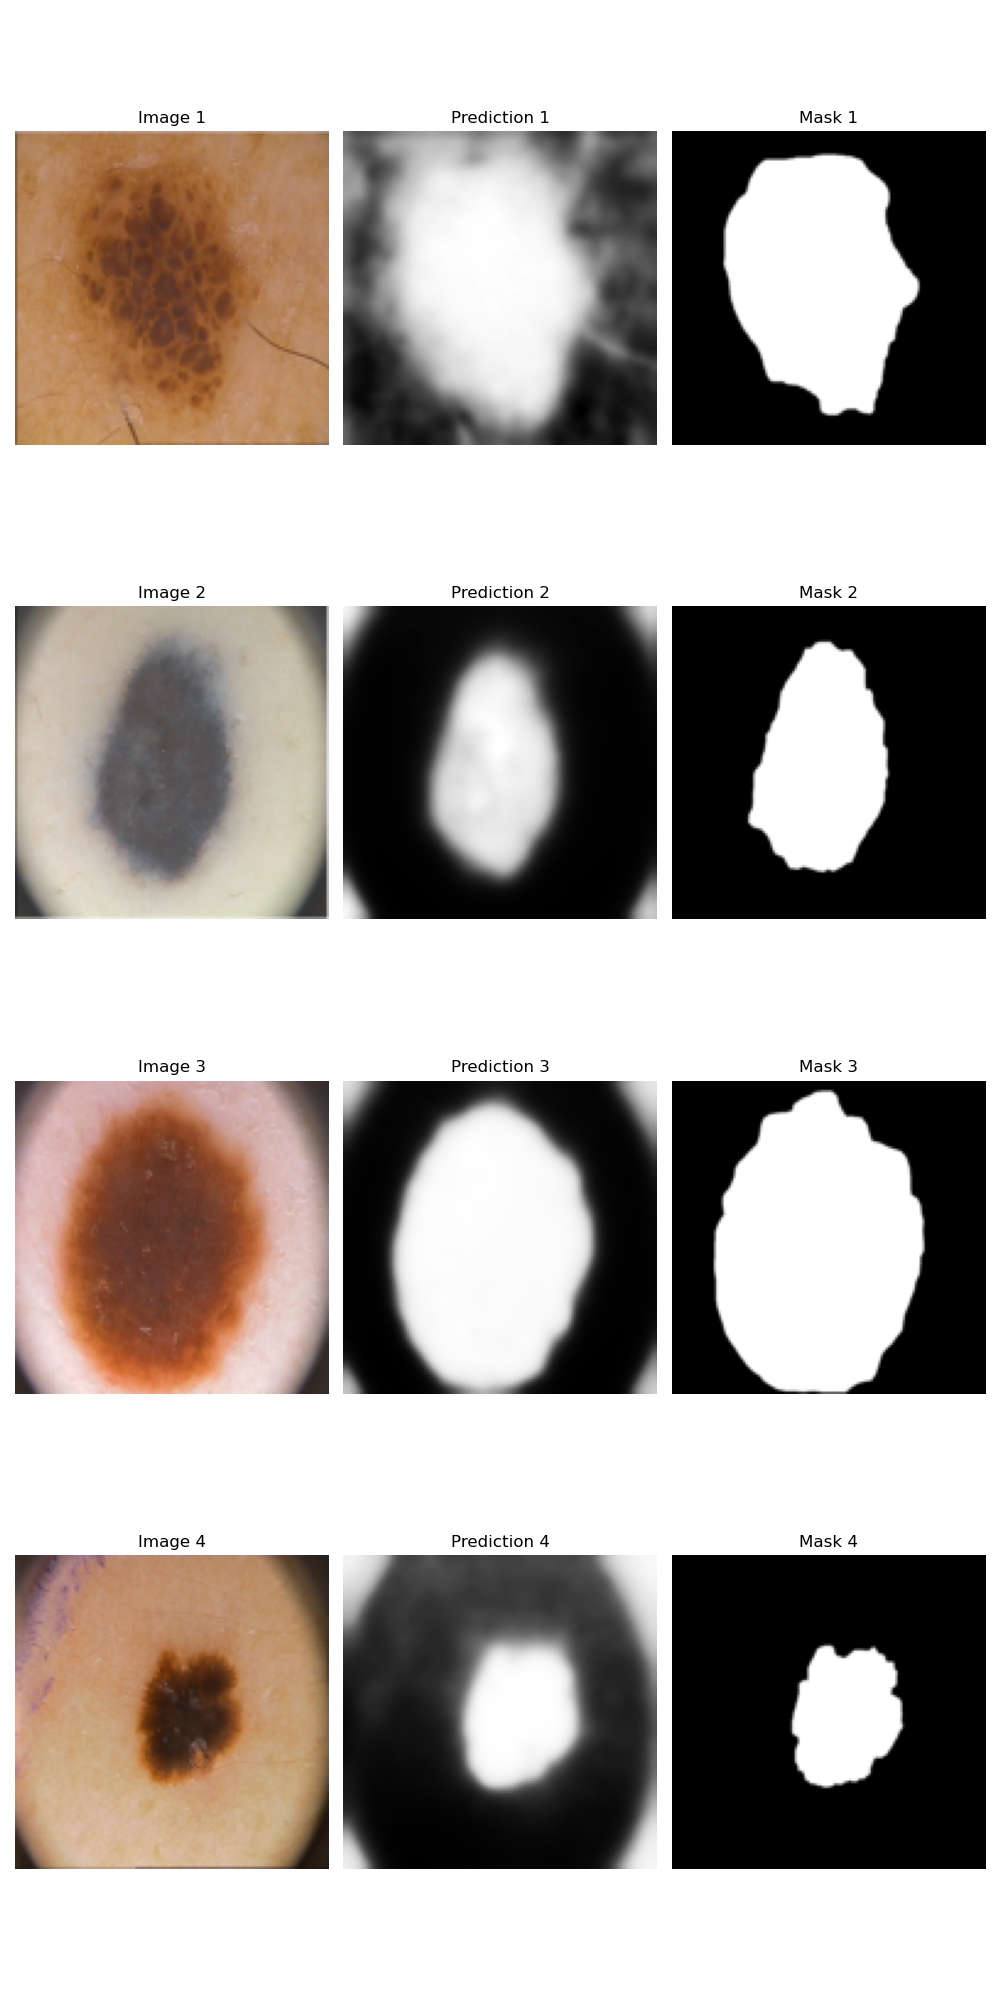 Image 1
Prediction 1
Mask 1
Image 2
Prediction 2
Mask 2
Image 3
Prediction 3
Mask 3
Image 4
Prediction 4
Mask 4